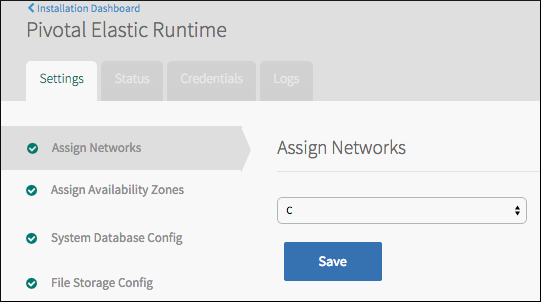 Installation Dashboard
Pivotal Elastic Runtime
Settings Status Credentials Logs
Assign Networks
Assign Availability Zones
System Database Config
File Storage Config
Assign Networks
c
Save